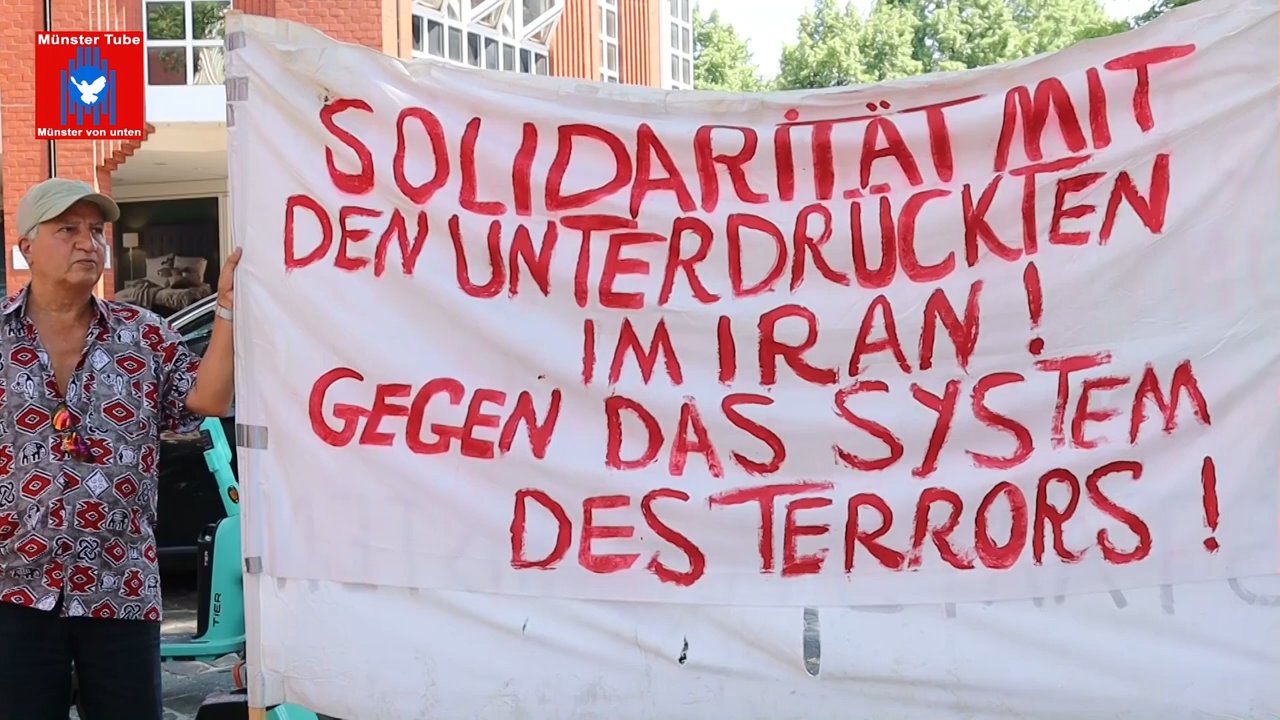 Münster Tube
Münster von unten
SOLIDARITÄT MIT
DEN UNTERDRÜCKTEN
IM IRAN!
GEGEN DAS SYSTEM
DES TERRORS!
TIER